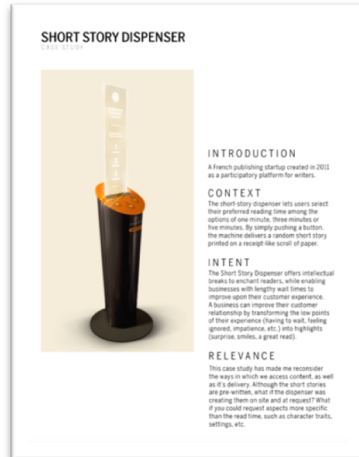 SHORT STORY DISPENSER
CASE STUDY
INTRODUCTION
A French publishing startup created in 2011
as a participatory platform for writers.
CONTEXT
The short-story dispenser lets users select
their preferred reading time among the
options of one minute, three minutes or
five minutes. By simply pushing a button,
the machine delivers a random short story
printed on a receipt-like scroll of paper.
INTENT
The Short Story Dispenser offers intellectual
breaks to enchant readers, while enabling
businesses with lengthy wait times to
improve upon their customer experience.
A business can improve their customer
relationship by transforming the low points
of their experience (having to wait, feeling
ignored, impatience, etc.) into highlights
(surprise, smiles, a great read).
RELEVANCE
This case study has made me reconsider
the ways in which we access content, as well
as it's delivery. Although the short stories
are pre-written, what if the dispenser was
creating them on site and at request? What
if you could request aspects more specific
than the read time, such as character traits,
settings, etc.